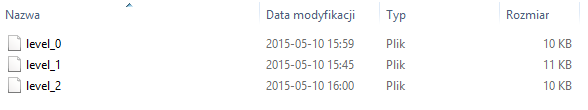 Nazwa Data modyfikacji Typ Rozmiar
level_0 2015-05-10 15:59 Plik 10 KB
level_1 2015-05-10 15:45 Plik 11 KB
level_2 2015-05-10 16:00 Plik 10 KB